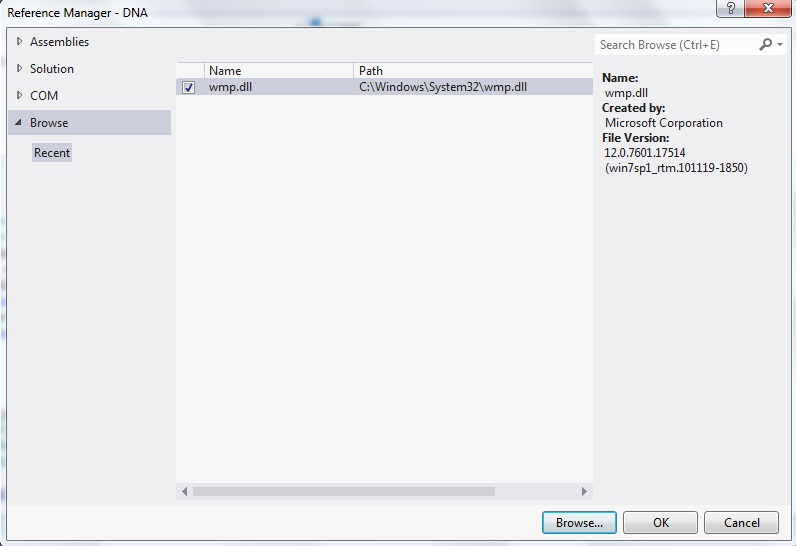 Reference Manager - DNA
Assemblies
Solution
COM
Browse
Recent
Name Path
wmp.dll C:\Windows\System32\wmp.dll
Search Browse (Ctrl+E)
Name:
wmp.dll
Created by:
Microsoft Corporation
File Version:
12.0.7601.17514
(win7sp1_rtm.101119-1850)
Browse... OK Cancel